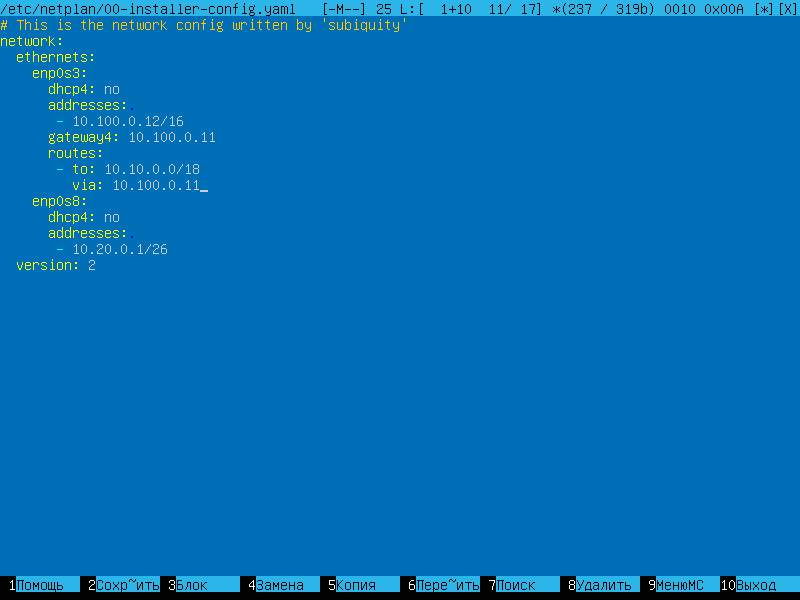 /etc/netplan/00-installer-config.yaml   [-M--] 25 L:[  1+10  11/ 17] *(237 / 319b) 0010 0x00A [*][X]
# This is the network config written by 'subiquity'
network:
  ethernets:
    enp0s3:
      dhcp4: no
      addresses:.
       - 10.100.0.12/16
      gateway4: 10.100.0.11
      routes:
       - to: 10.10.0.0/18
         via: 10.100.0.11
    enp0s8:
      dhcp4: no
      addresses:.
       - 10.20.0.1/26
  version: 2
1Помощь 2Сохр~ить 3Блок 4Замена 5Копия 6Пере~ить 7Поиск 8Удалить 9МенюMC 10Выход